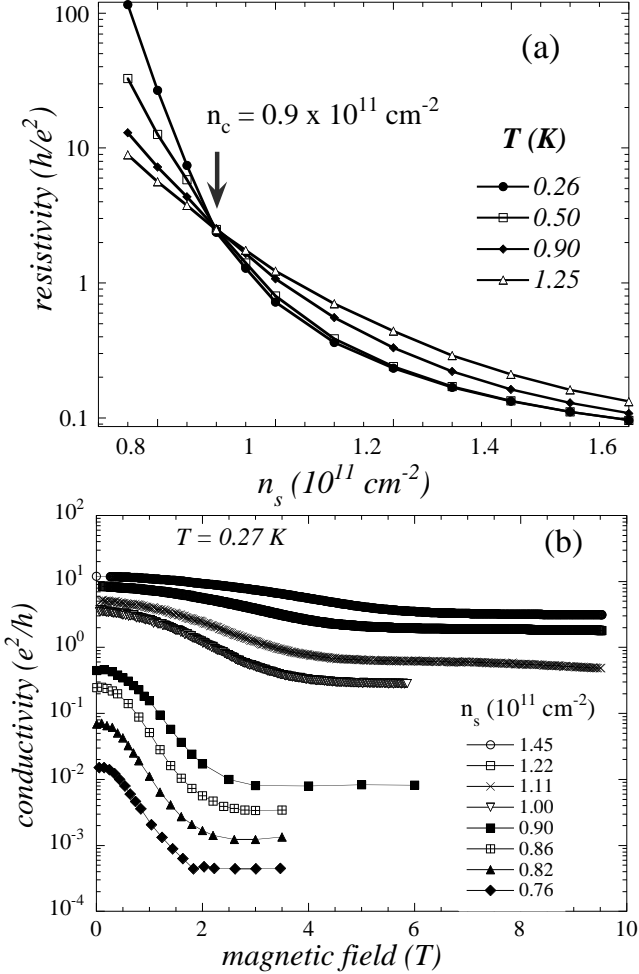 100
(a)
n_c = 0.9 x 10^11 cm^-2
T (K)
10
0.26
0.50
0.90
1.25
1
0.1
resistivity (h/e^2)
0.8 1 1.2 1.4 1.6
n_s (10^11 cm^-2)
10^2
T = 0.27 K
(b)
10^1
10^0
10^-1
10^-2
10^-3
10^-4
conductivity (e^2/h)
n_s (10^11 cm^-2)
1.45
1.22
1.11
1.00
0.90
0.86
0.82
0.76
0 2 4 6 8 10
magnetic field (T)